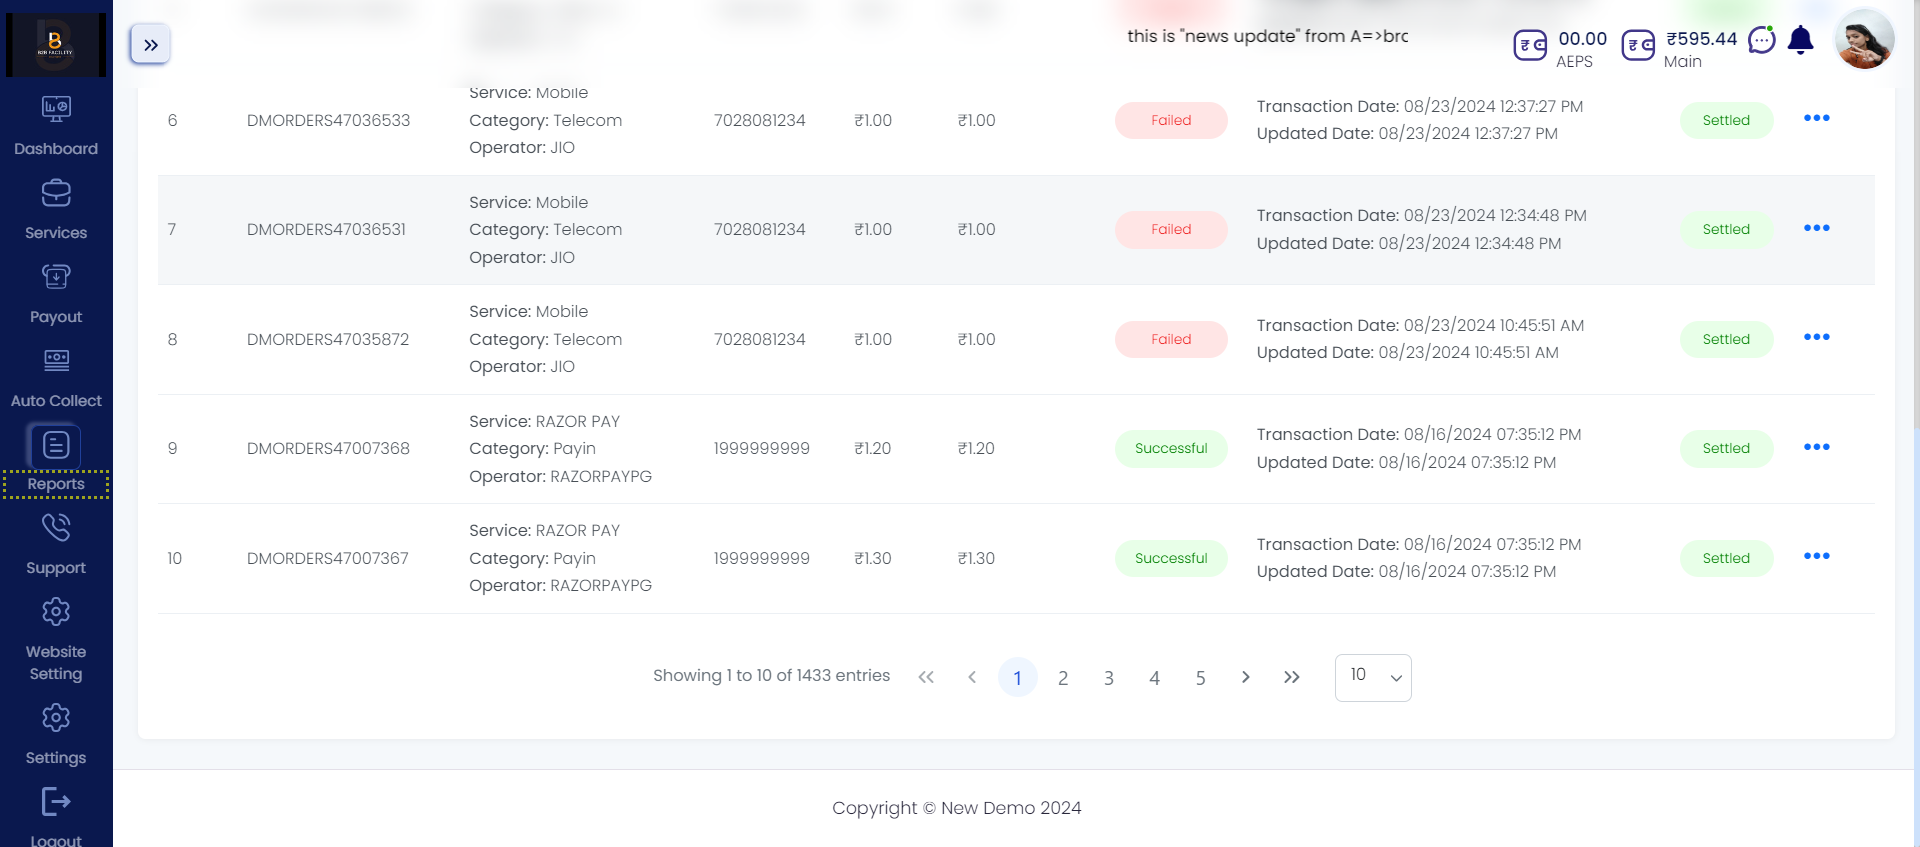 B2B FACILITY
this is "news update" from A=>brc
00.00
AEPS
₹595.44
Main
Dashboard
Services
Payout
Auto Collect
Reports
Support
Website
Setting
Settings
Logout
6 DMORDERS47036533 Service: Mobile Category: Telecom Operator: JIO 7028081234 ₹1.00 ₹1.00 Failed Transaction Date: 08/23/2024 12:37:27 PM Updated Date: 08/23/2024 12:37:27 PM Settled
7 DMORDERS47036531 Service: Mobile Category: Telecom Operator: JIO 7028081234 ₹1.00 ₹1.00 Failed Transaction Date: 08/23/2024 12:34:48 PM Updated Date: 08/23/2024 12:34:48 PM Settled
8 DMORDERS47035872 Service: Mobile Category: Telecom Operator: JIO 7028081234 ₹1.00 ₹1.00 Failed Transaction Date: 08/23/2024 10:45:51 AM Updated Date: 08/23/2024 10:45:51 AM Settled
9 DMORDERS47007368 Service: RAZOR PAY Category: Payin Operator: RAZORPAYPG 1999999999 ₹1.20 ₹1.20 Successful Transaction Date: 08/16/2024 07:35:12 PM Updated Date: 08/16/2024 07:35:12 PM Settled
10 DMORDERS47007367 Service: RAZOR PAY Category: Payin Operator: RAZORPAYPG 1999999999 ₹1.30 ₹1.30 Successful Transaction Date: 08/16/2024 07:35:12 PM Updated Date: 08/16/2024 07:35:12 PM Settled
Showing 1 to 10 of 1433 entries 1 2 3 4 5 10
Copyright © New Demo 2024